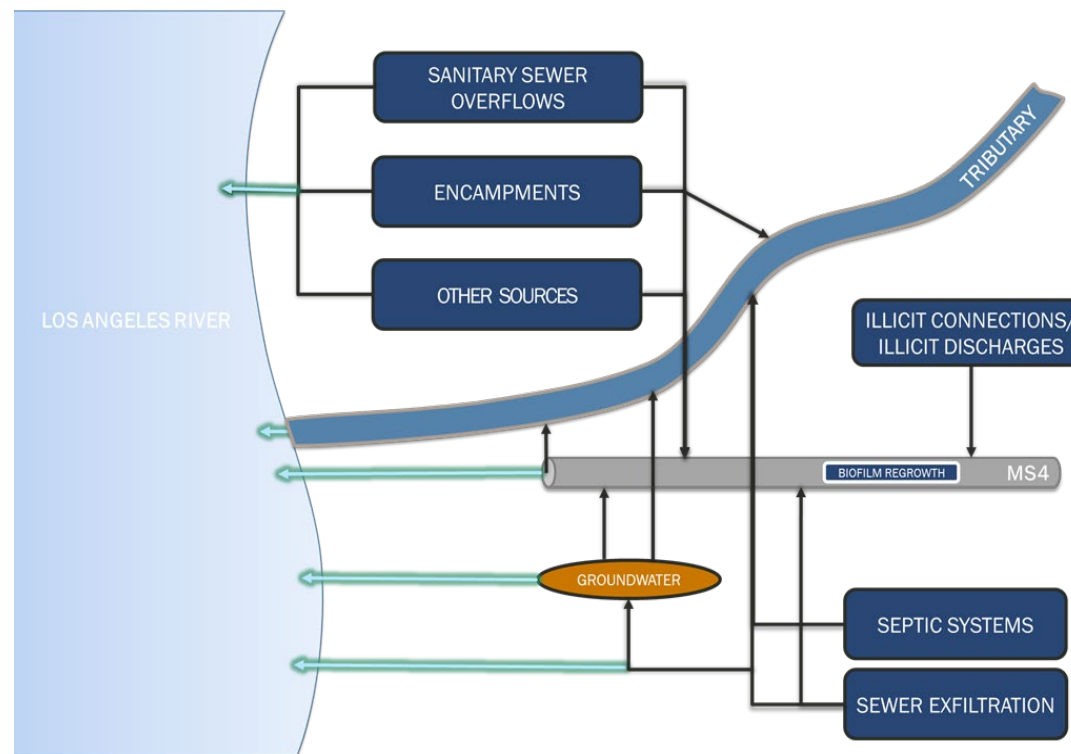 SANITARY SEWER
OVERFLOWS
ENCAMPMENTS
OTHER SOURCES
LOS ANGELES RIVER
TRIBUTARY
ILLICIT CONNECTIONS/
ILLICIT DISCHARGES
BIOFILM REGROWTH
MS4
GROUNDWATER
SEPTIC SYSTEMS
SEWER EXFILTRATION